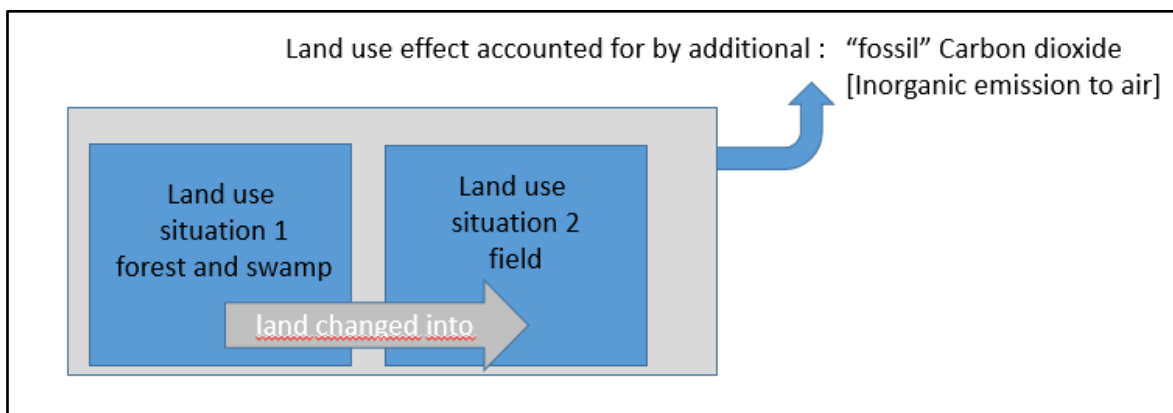 Land use effect accounted for by additional : “fossil” Carbon dioxide
[Inorganic emission to air]
Land use
situation 1
forest and swamp
Land use
situation 2
field
land changed into